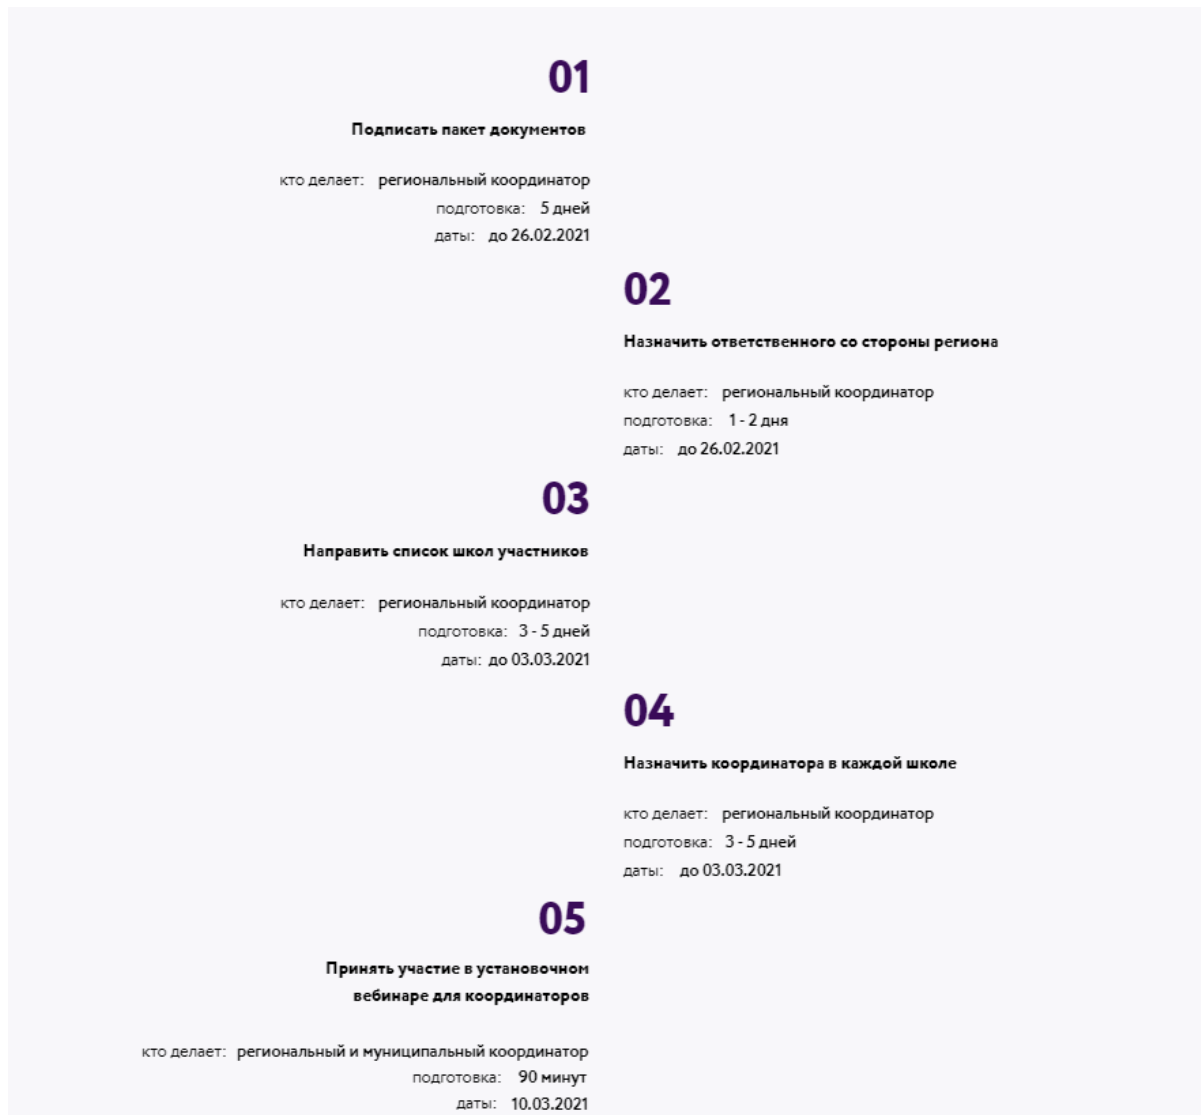 01
Подписать пакет документов
кто делает: региональный координатор
подготовка: 5 дней
даты: до 26.02.2021
02
Назначить ответственного со стороны региона
кто делает: региональный координатор
подготовка: 1 - 2 дня
даты: до 26.02.2021
03
Направить список школ участников
кто делает: региональный координатор
подготовка: 3 - 5 дней
даты: до 03.03.2021
04
Назначить координатора в каждой школе
кто делает: региональный координатор
подготовка: 3 - 5 дней
даты: до 03.03.2021
05
Принять участие в установочном
вебинаре для координаторов
кто делает: региональный и муниципальный координатор
подготовка: 90 минут
даты: 10.03.2021